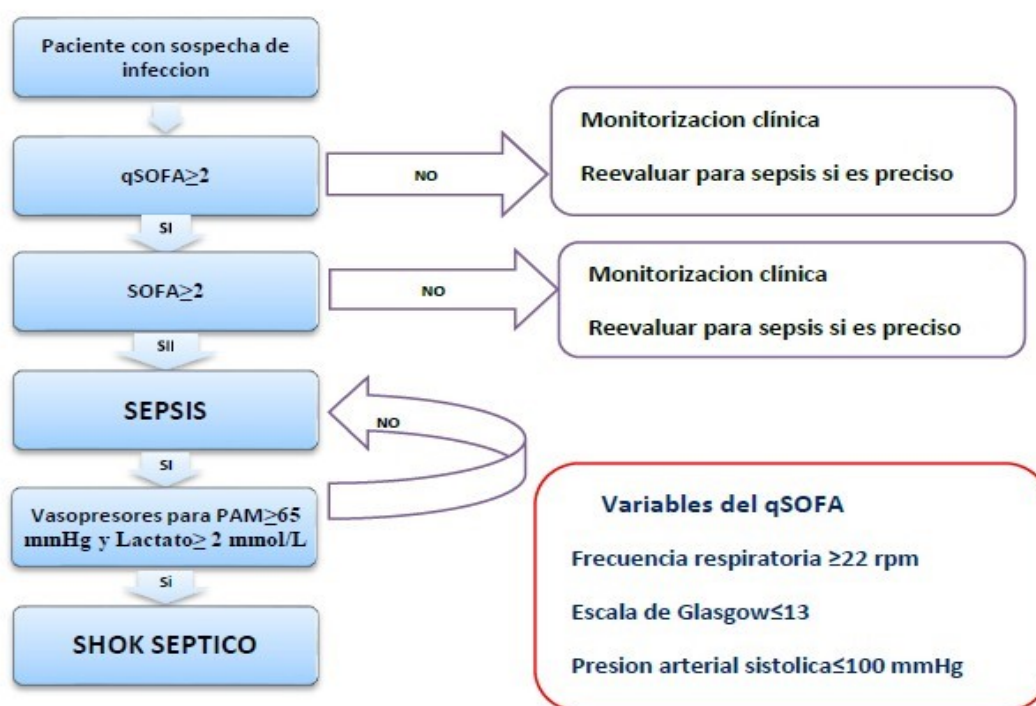 Paciente con sospecha de
infeccion
qSOFA≥2
NO
Monitorizacion clínica
Reevaluar para sepsis si es preciso
SI
SOFA≥2
NO
Monitorizacion clínica
Reevaluar para sepsis si es preciso
SII
SEPSIS
NO
SI
Vasopresores para PAM≥65
mmHg y Lactato≥ 2 mmol/L
Si
SHOK SEPTICO
Variables del qSOFA
Frecuencia respiratoria ≥22 rpm
Escala de Glasgow≤13
Presion arterial sistolica≤100 mmHg